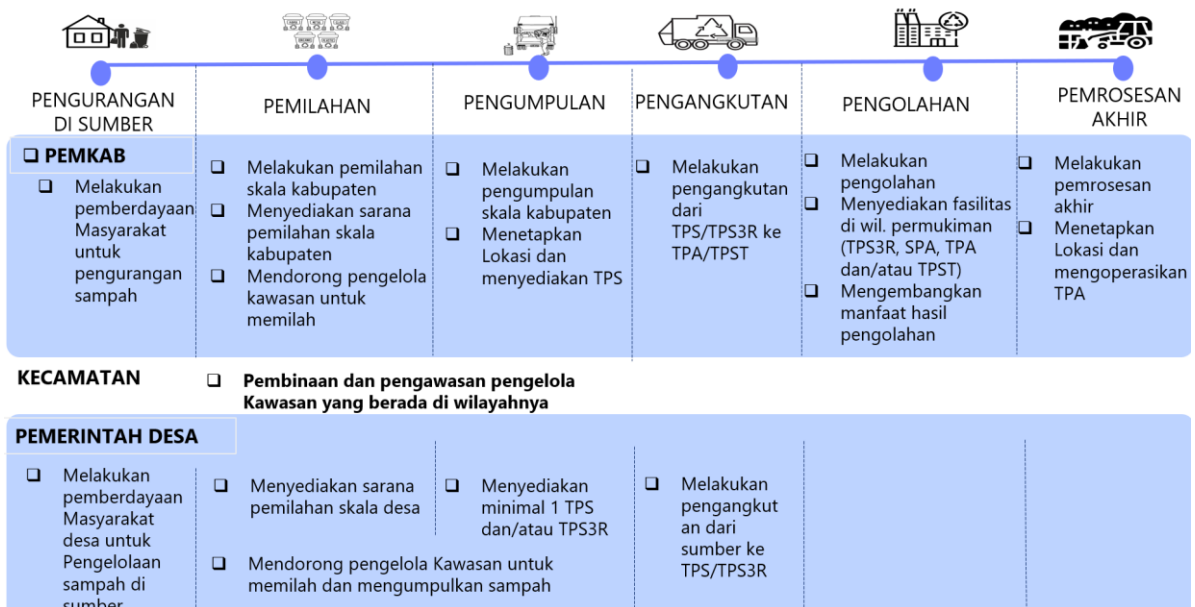 PENGURANGAN
DI SUMBER
PEMILAHAN
PENGUMPULAN
PENGANGKUTAN
PENGOLAHAN
PEMROSESAN
AKHIR
PEMKAB
Melakukan
pemberdayaan
Masyarakat
untuk
pengurangan
sampah
Melakukan pemilahan
skala kabupaten
Menyediakan sarana
pemilahan skala
kabupaten
Mendorong pengelola
kawasan untuk
memilah
Melakukan
pengumpulan
skala kabupaten
Menetapkan
Lokasi dan
menyediakan TPS
Melakukan
pengangkutan
dari
TPS/TPS3R ke
TPA/TPST
Melakukan
pengolahan
Menyediakan fasilitas
di wil. permukiman
(TPS3R, SPA, TPA
dan/atau TPST)
Mengembangkan
manfaat hasil
pengolahan
Melakukan
pemrosesan
akhir
Menetapkan
Lokasi dan
mengoperasikan
TPA
KECAMATAN
Pembinaan dan pengawasan pengelola
Kawasan yang berada di wilayahnya
PEMERINTAH DESA
Melakukan
pemberdayaan
Masyarakat
desa untuk
Pengelolaan
sampah di
sumber
Menyediakan sarana
pemilahan skala desa
Menyediakan
minimal 1 TPS
dan/atau TPS3R
Mendorong pengelola Kawasan untuk
memilah dan mengumpulkan sampah
Melakukan
pengangkut
an dari
sumber ke
TPS/TPS3R